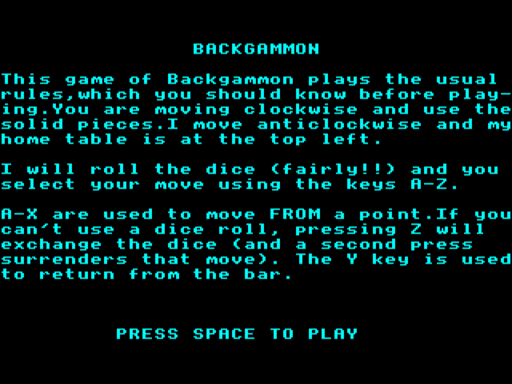 BACKGAMMON
This game of Backgammon plays the usual
rules,which you should know before play-
ing.You are moving clockwise and use the
solid pieces.I move anticlockwise and my
home table is at the top left.
I will roll the dice (fairly!!) and you
select your move using the keys A-Z.
A-X are used to move FROM a point.If you
can't use a dice roll, pressing Z will
exchange the dice (and a second press
surrenders that move). The Y key is used
to return from the bar.
PRESS SPACE TO PLAY